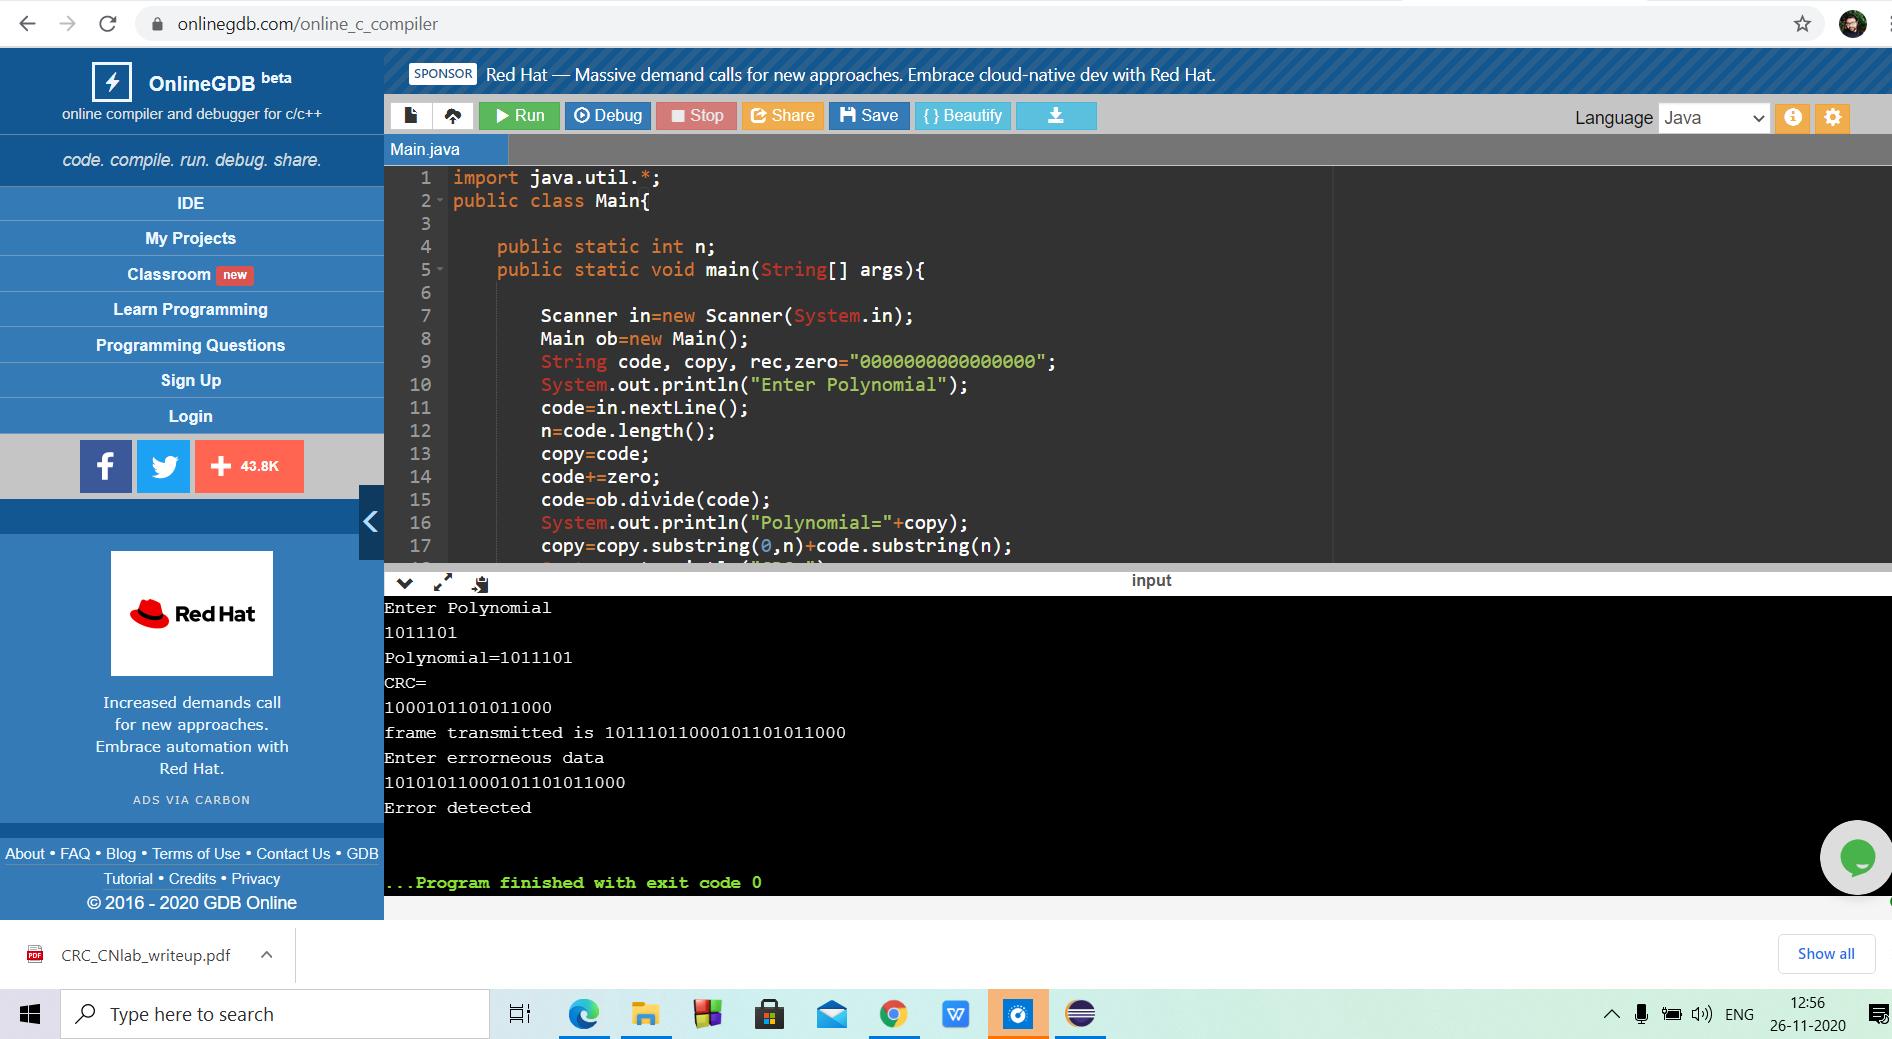 onlinegdb.com/online_c_compiler
OnlineGDB beta
online compiler and debugger for c/c++
code. compile. run. debug. share.
IDE
My Projects
Classroom new
Learn Programming
Programming Questions
Sign Up
Login
43.8K
Red Hat
Increased demands call
for new approaches.
Embrace automation with
Red Hat.
ADS VIA CARBON
About • FAQ • Blog • Terms of Use • Contact Us • GDB
Tutorial • Credits • Privacy
© 2016 - 2020 GDB Online
SPONSOR Red Hat — Massive demand calls for new approaches. Embrace cloud-native dev with Red Hat.
Run Debug Stop Share Save { } Beautify
Language Java
Main.java
1 import java.util.*;
2 public class Main{
3
4 public static int n;
5 public static void main(String[] args){
6
7 Scanner in=new Scanner(System.in);
8 Main ob=new Main();
9 String code, copy, rec,zero="0000000000000000";
10 System.out.println("Enter Polynomial");
11 code=in.nextLine();
12 n=code.length();
13 copy=code;
14 code+=zero;
15 code=ob.divide(code);
16 System.out.println("Polynomial="+copy);
17 copy=copy.substring(0,n)+code.substring(n);
input
Enter Polynomial
1011101
Polynomial=1011101
CRC=
1000101101011000
frame transmitted is 10111011000101101011000
Enter errorneous data
10101011000101101011000
Error detected
...Program finished with exit code 0
CRC_CNlab_writeup.pdf
Show all
Type here to search
ENG
12:56
26-11-2020